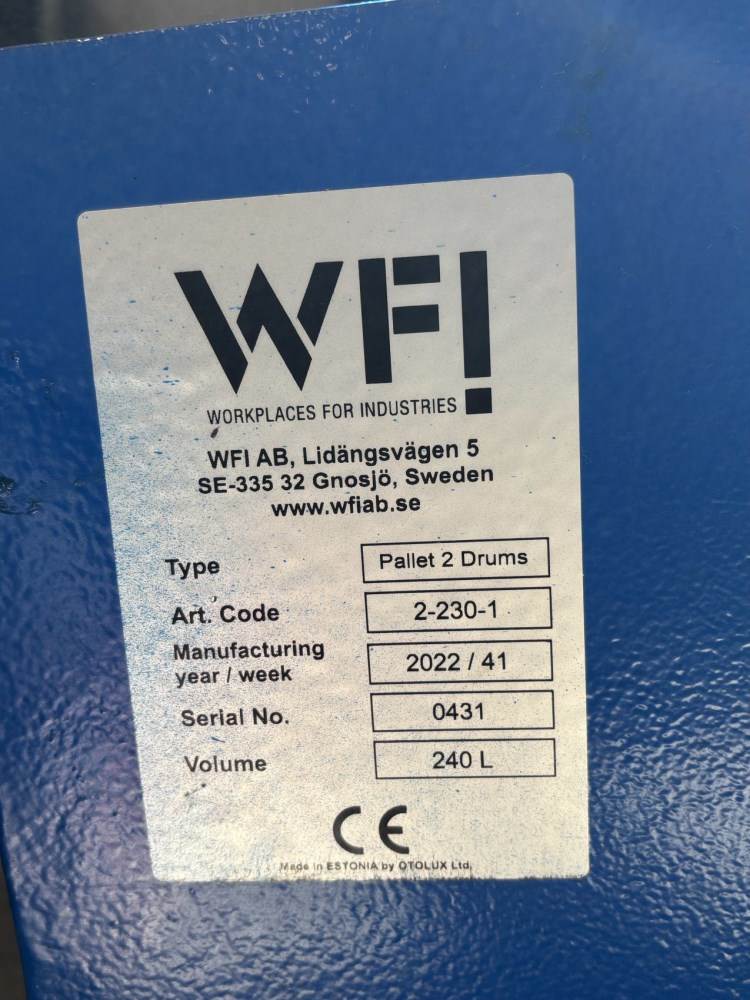 WFI
WORKPLACES FOR INDUSTRIES
WFI AB, Lidängsvägen 5
SE-335 32 Gnosjö, Sweden
www.wfiab.se
Type Pallet 2 Drums
Art. Code 2-230-1
Manufacturing
year / week 2022 / 41
Serial No. 0431
Volume 240 L
CE
Made in ESTONIA by OTOLUX Ltd.